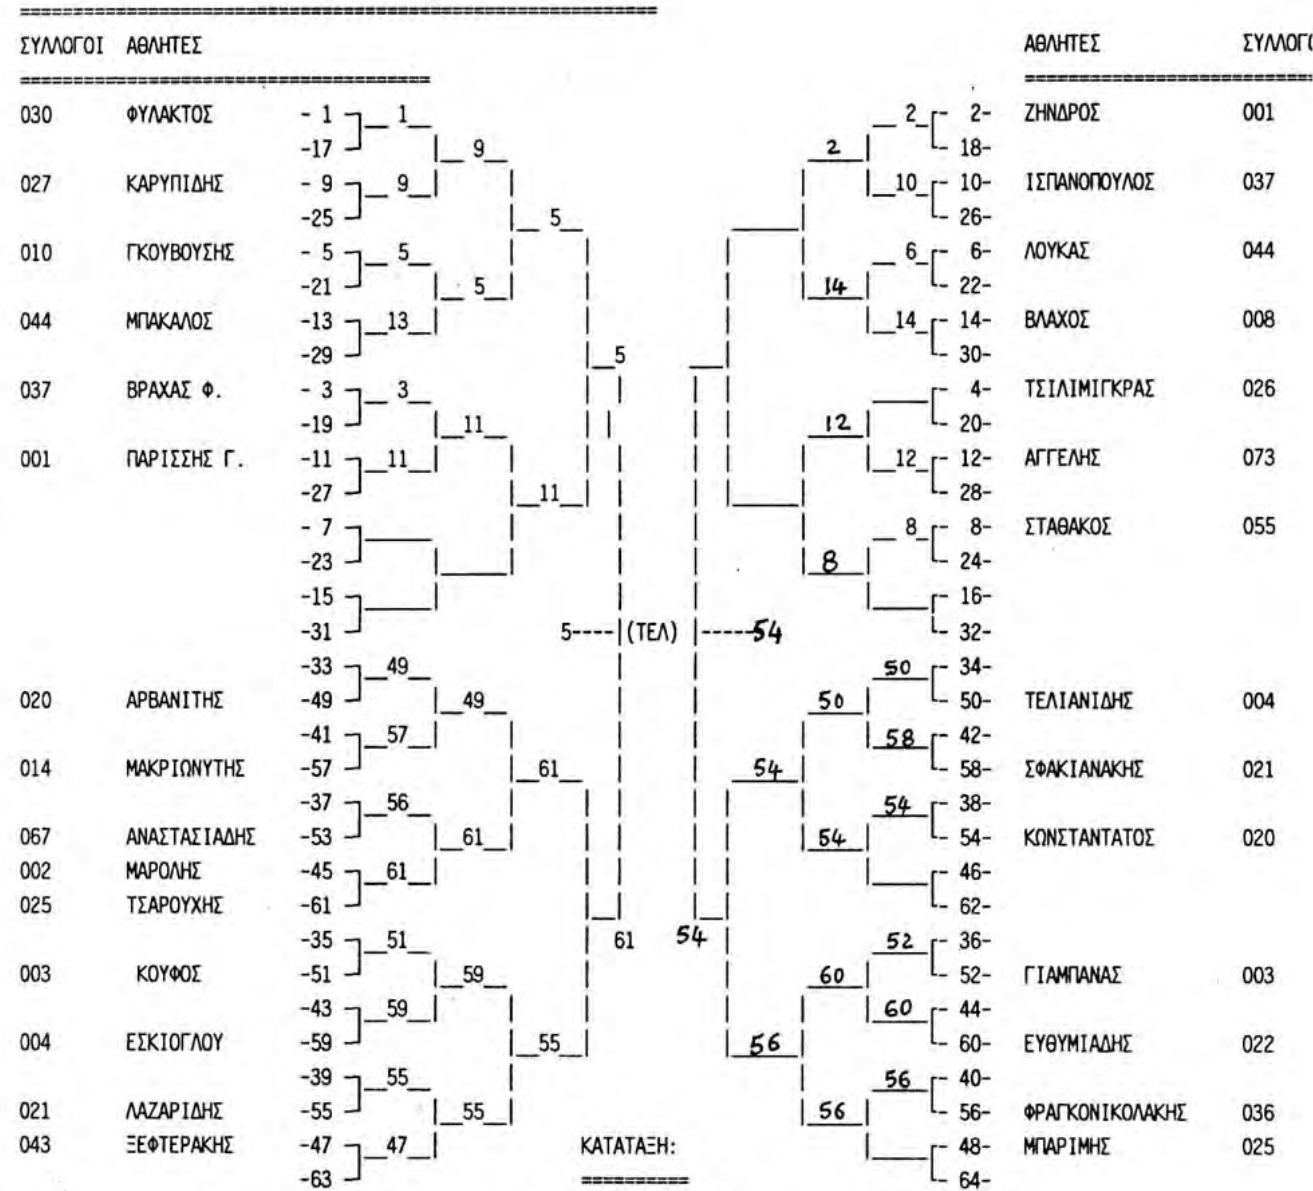 ΣΥΛΛΟΓΟΙ ΑΘΛΗΤΕΣ ΑΘΛΗΤΕΣ ΣΥΛΛΟΓΟ
030 ΦΥΛΑΚΤΟΣ - 1 1 2 2- ΖΗΝΔΡΟΣ 001
-17 9 2 18-
027 ΚΑΡΥΠΙΔΗΣ - 9 9 10 10- ΙΣΠΑΝΟΠΟΥΛΟΣ 037
-25 5 26-
010 ΓΚΟΥΒΟΥΣΗΣ - 5 5 6 6- ΛΟΥΚΑΣ 044
-21 5 14 22-
044 ΜΠΑΚΑΛΟΣ -13 13 14 14- ΒΛΑΧΟΣ 008
-29 5 30-
037 ΒΡΑΧΑΣ Φ. - 3 3 4- ΤΣΙΛΙΜΙΓΚΡΑΣ 026
-19 11 12 20-
001 ΠΑΡΙΣΣΗΣ Γ. -11 11 12 12- ΑΓΓΕΛΗΣ 073
-27 11 28-
- 7 8 8- ΣΤΑΘΑΚΟΣ 055
-23 8 24-
-15 16-
-31 5---- (ΤΕΛ) ----54 32-
-33 49 50 34-
020 ΑΡΒΑΝΙΤΗΣ -49 49 50 50- ΤΕΛΙΑΝΙΔΗΣ 004
-41 57 58 42-
014 ΜΑΚΡΙΩΝΥΤΗΣ -57 61 54 58- ΣΦΑΚΙΑΝΑΚΗΣ 021
-37 56 54 38-
067 ΑΝΑΣΤΑΣΙΑΔΗΣ -53 61 54 54- ΚΩΝΣΤΑΝΤΑΤΟΣ 020
002 ΜΑΡΟΛΗΣ -45 61 46-
025 ΤΣΑΡΟΥΧΗΣ -61 62-
-35 51 61 54 52 36-
003 ΚΟΥΦΟΣ -51 59 60 52- ΓΙΑΜΠΑΝΑΣ 003
-43 59 60 44-
004 ΕΣΚΙΟΓΛΟΥ -59 55 56 60- ΕΥΘΥΜΙΑΔΗΣ 022
-39 55 56 40-
021 ΛΑΖΑΡΙΔΗΣ -55 55 56 56- ΦΡΑΓΚΟΝΙΚΟΛΑΚΗΣ 036
043 ΞΕΦΤΕΡΑΚΗΣ -47 47 ΚΑΤΑΤΑΞΗ: 48- ΜΠΑΡΙΜΗΣ 025
-63 64-